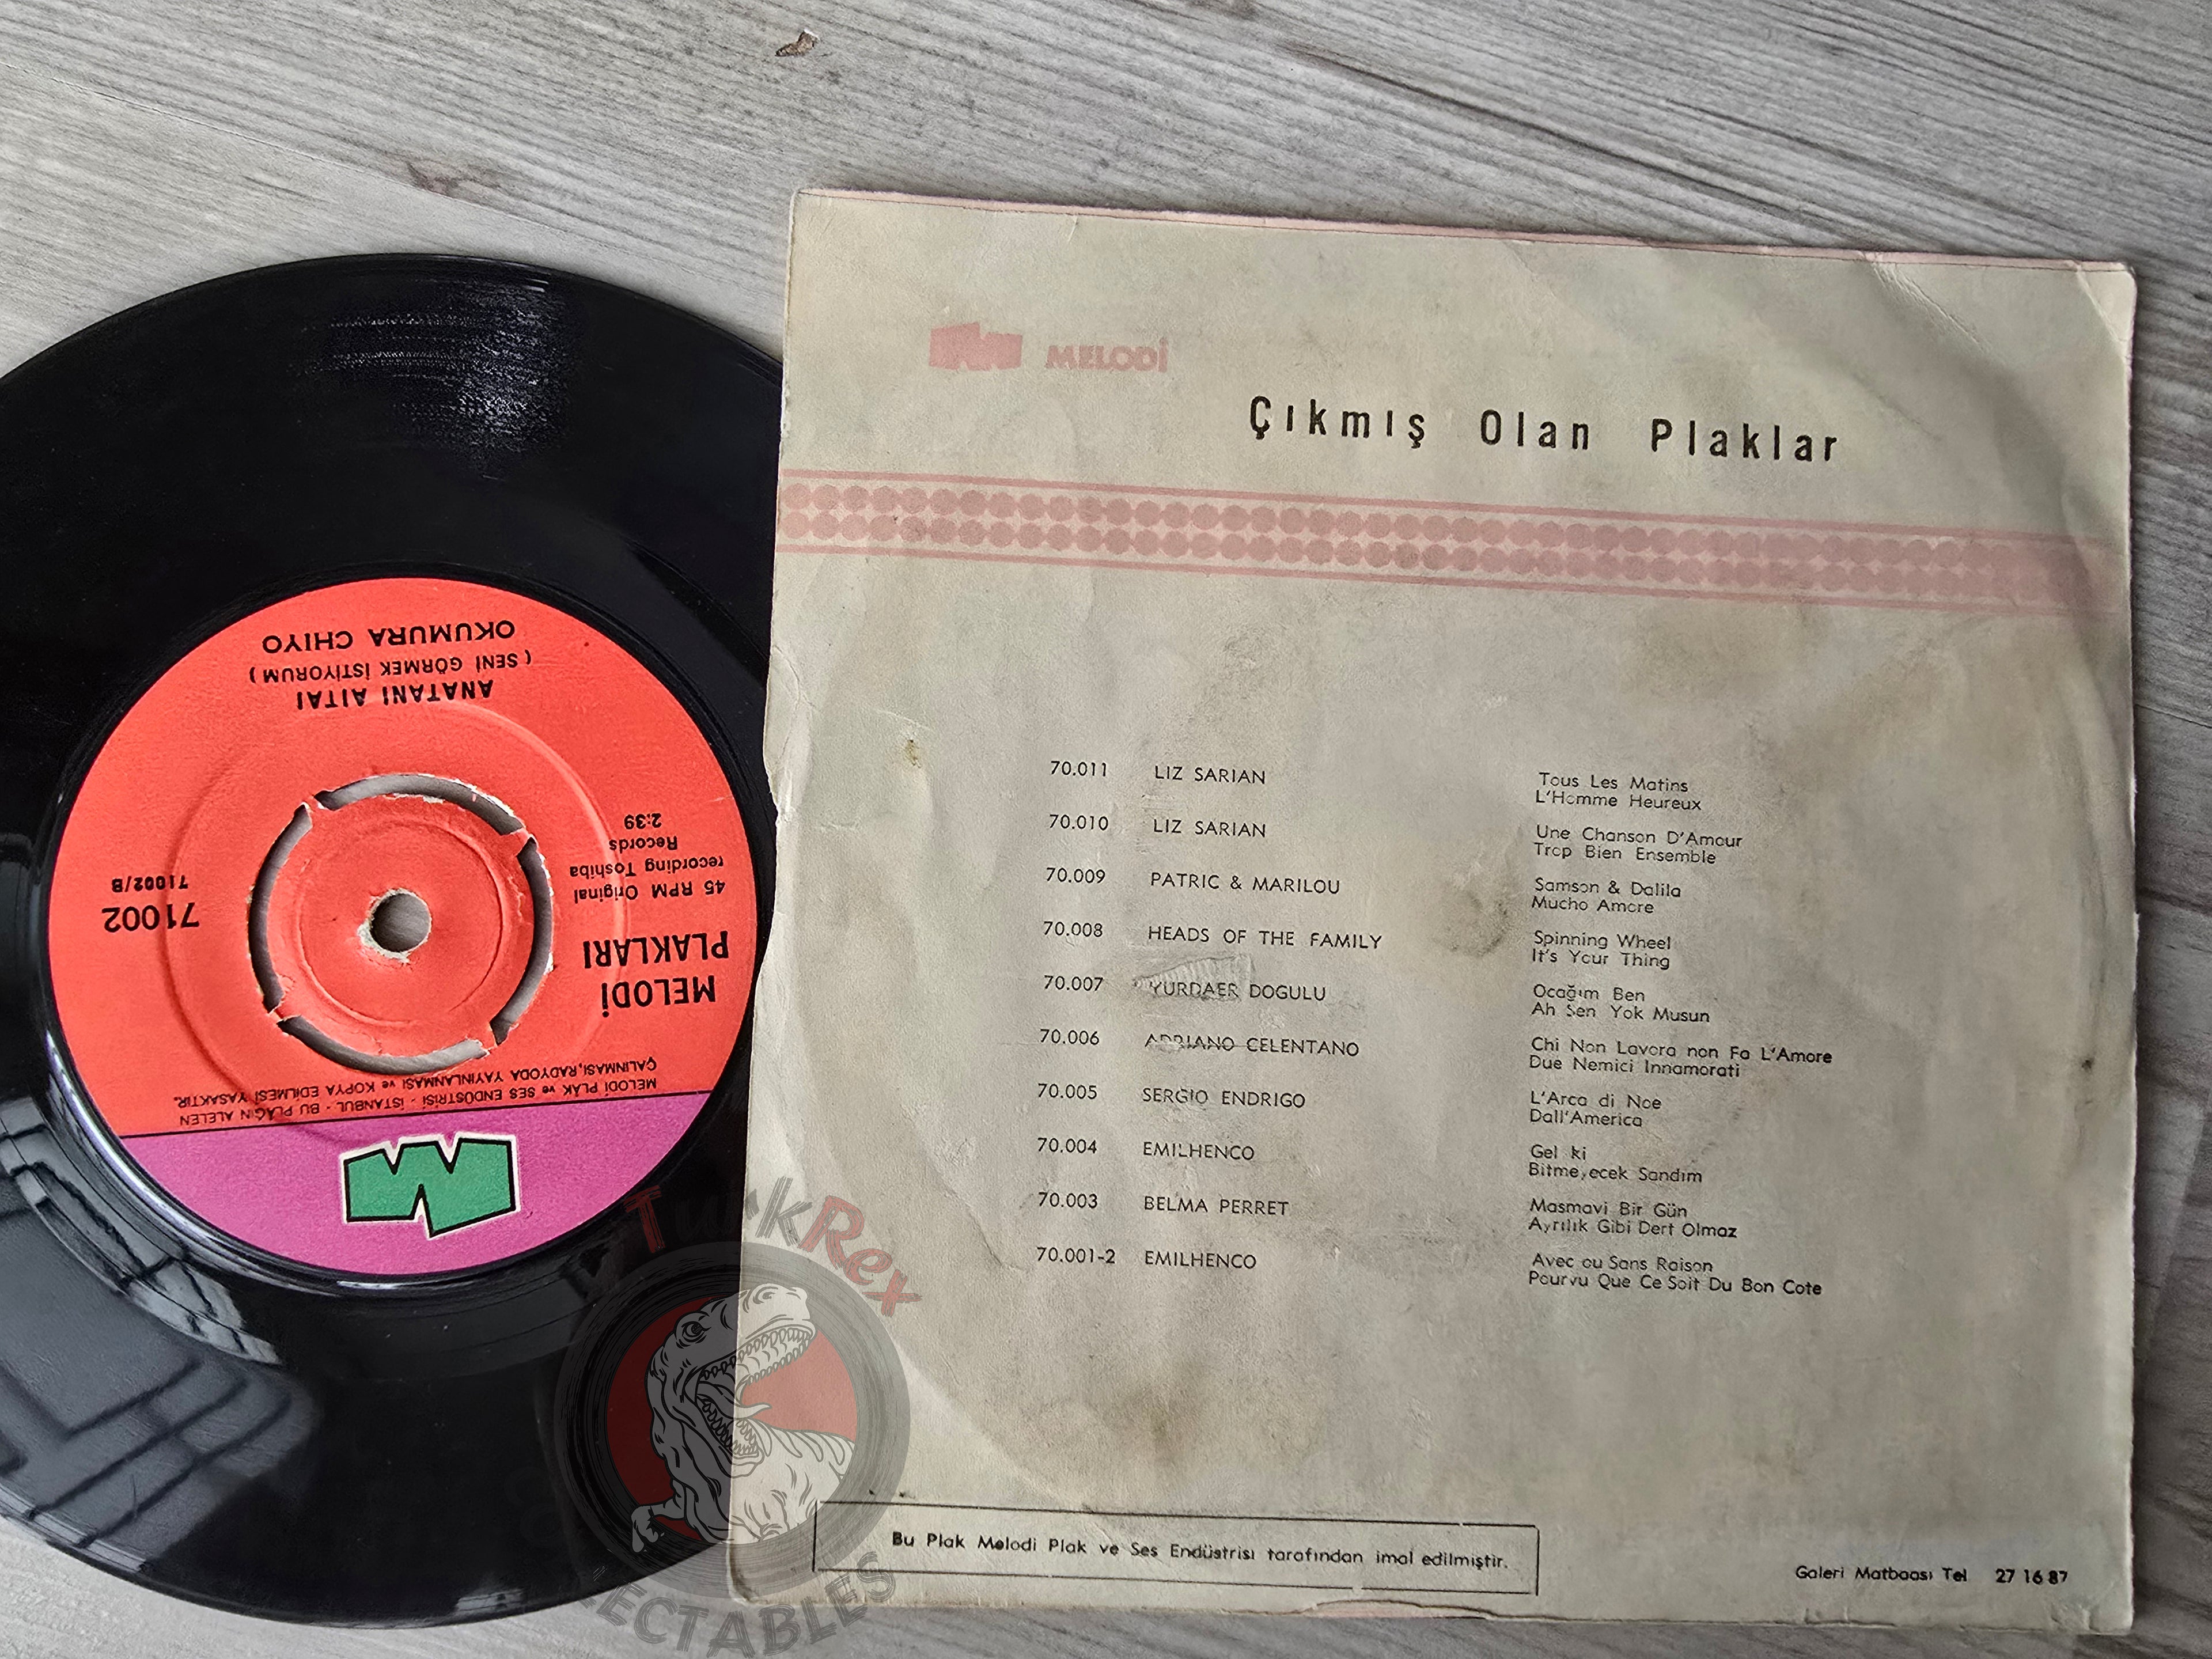 MELODİ
Çıkmış Olan Plaklar
70.011 LIZ SARIAN Tous Les Matins
L'Homme Heureux
70.010 LIZ SARIAN Une Chanson D'Amour
Trop Bien Ensemble
70.009 PATRIC & MARILOU Samson & Dalila
Mucho Amore
70.008 HEADS OF THE FAMILY Spinning Wheel
It's Your Thing
70.007 YURDAER DOGULU Ocağım Ben
Ah Sen Yok Musun
70.006 ADRIANO CELENTANO Chi Non Lavora non Fa L'Amore
Due Nemici Innamorati
70.005 SERGIO ENDRIGO L'Arca di Noe
Dall'America
70.004 EMILHENCO Gel ki
Bitmeyecek Sandım
70.003 BELMA PERRET Masmavi Bir Gün
Ayrılık Gibi Dert Olmaz
70.001-2 EMILHENCO Avec ou Sans Raison
Pourvu Que Ce Soit Du Bon Cote
Bu Plak Melodi Plak ve Ses Endüstrisi tarafından imal edilmiştir.
Galeri Matbaası Tel 27 16 87
MELODİ PLAK ve SES ENDÜSTRİSİ - İSTANBUL - BU PLAĞIN ALELEN
ÇALINMASI, RADYODA YAYINLANMASI ve KOPYA EDİLMESİ YASAKTIR.
MELODİ
PLAKLARI
45 RPM Original
recording Toshiba
Records
2:39
71002
71002/B
ANATANI AITAI
( SENİ GÖRMEK İSTİYORUM )
OKUMURA CHIYO
TurkRex